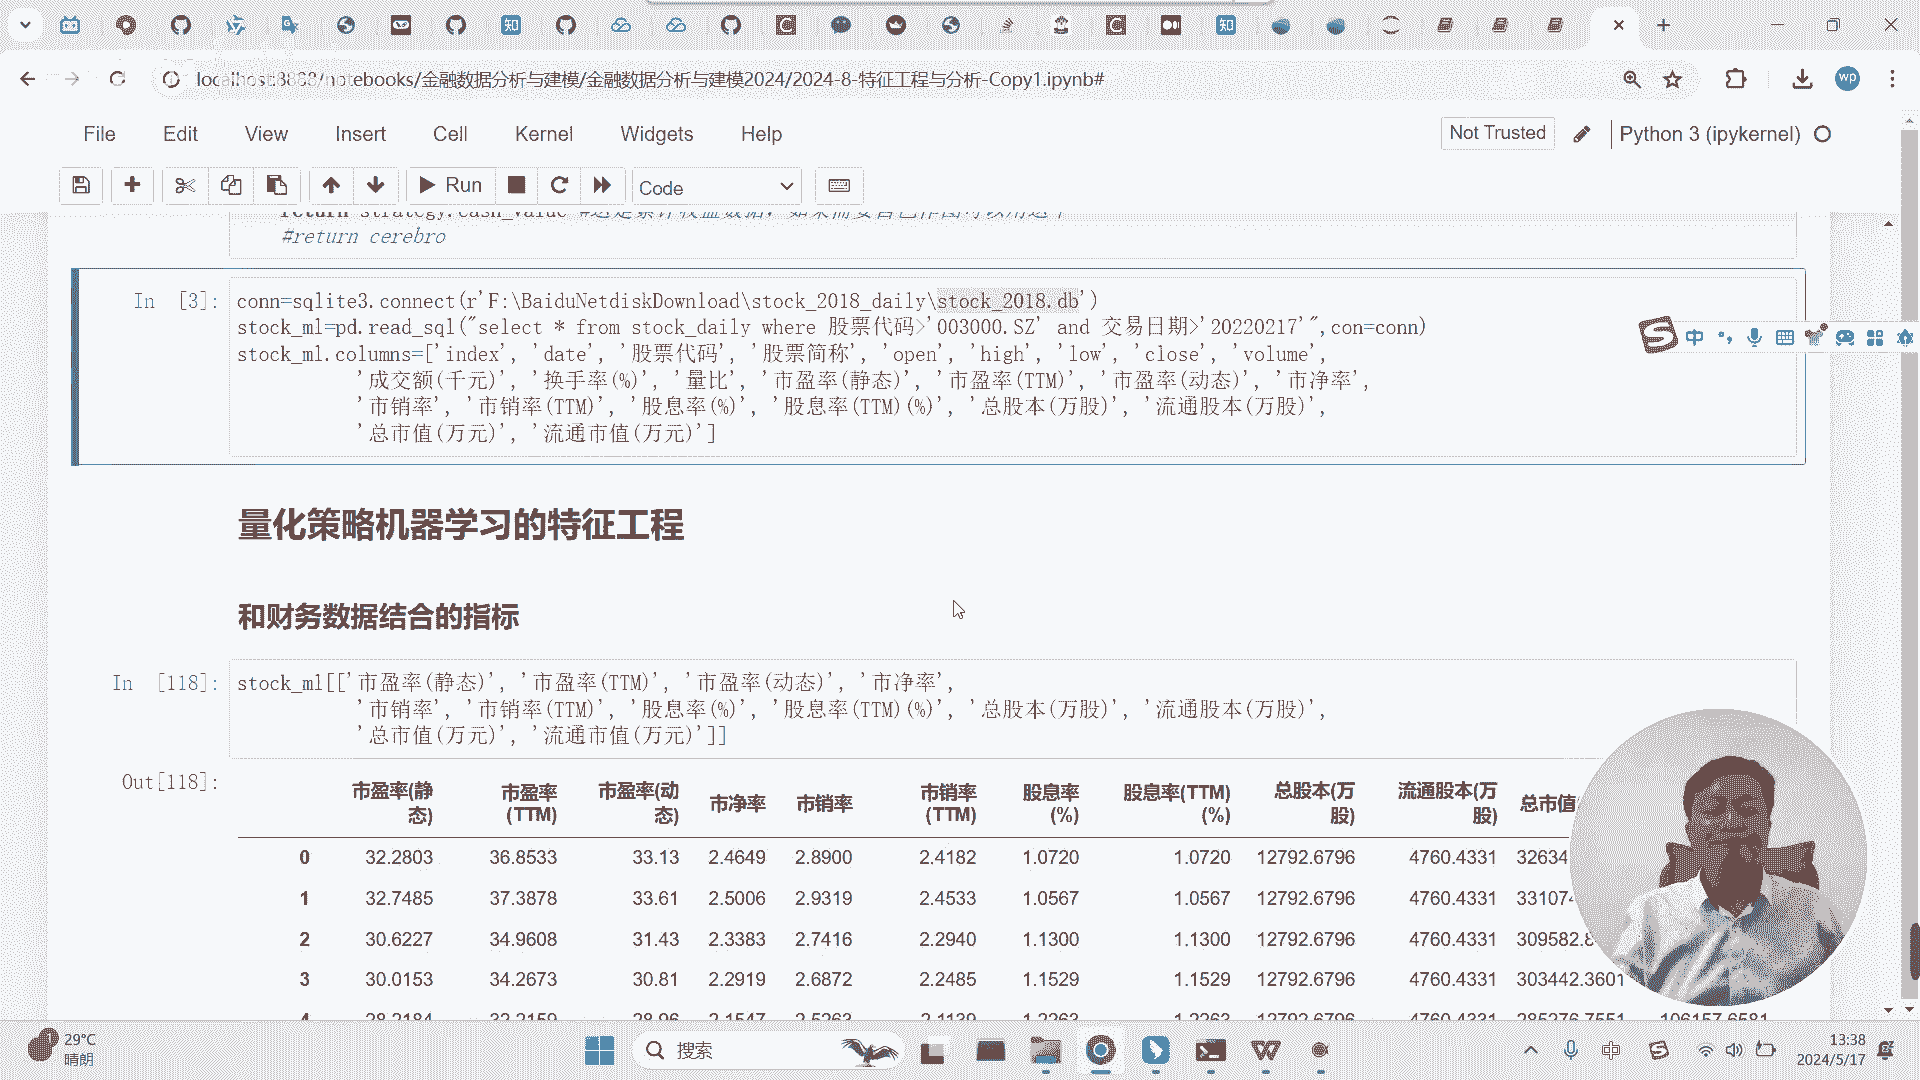 localhost:8888/notebooks/金融数据分析与建模/金融数据分析与建模2024/2024-8-特征工程与分析-Copy1.ipynb#
wp
File Edit View Insert Cell Kernel Widgets Help
Not Trusted
Python 3 (ipykernel)
Run
Code
#return cerebro
In [3]:
conn=sqlite3.connect(r'F:\BaiduNetdiskDownload\stock_2018_daily\stock_2018.db')
stock_ml=pd.read_sql("select * from stock_daily where 股票代码>'003000.SZ' and 交易日期>'20220217'",con=conn)
stock_ml.columns=['index', 'date', '股票代码', '股票简称', 'open', 'high', 'low', 'close', 'volume',
'成交额(千元)', '换手率(%)', '量比', '市盈率(静态)', '市盈率(TTM)', '市盈率(动态)', '市净率',
'市销率', '市销率(TTM)', '股息率(%)', '股息率(TTM)(%)', '总股本(万股)', '流通股本(万股)',
'总市值(万元)', '流通市值(万元)']
中
量化策略机器学习的特征工程
和财务数据结合的指标
In [118]:
stock_ml[['市盈率(静态)', '市盈率(TTM)', '市盈率(动态)', '市净率',
'市销率', '市销率(TTM)', '股息率(%)', '股息率(TTM)(%)', '总股本(万股)', '流通股本(万股)',
'总市值(万元)', '流通市值(万元)']]
Out[118]:
市盈率(静态) 市盈率(TTM) 市盈率(动态) 市净率 市销率 市销率(TTM) 股息率(%) 股息率(TTM)(%) 总股本(万股) 流通股本(万股) 总市值
0 32.2803 36.8533 33.13 2.4649 2.8900 2.4182 1.0720 1.0720 12792.6796 4760.4331 32634
1 32.7485 37.3878 33.61 2.5006 2.9319 2.4533 1.0567 1.0567 12792.6796 4760.4331 33107
2 30.6227 34.9608 31.43 2.3383 2.7416 2.2940 1.1300 1.1300 12792.6796 4760.4331 309582.8
3 30.0153 34.2673 30.81 2.2919 2.6872 2.2485 1.1529 1.1529 12792.6796 4760.4331 303442.3601
4 28.2184 32.2159 28.96 2.1547 2.5263 2.1139 1.2263 1.2263 12792.6796 4760.4331 285276.7551 106157.6581
29°C
晴朗
搜索
中
13:38
2024/5/17